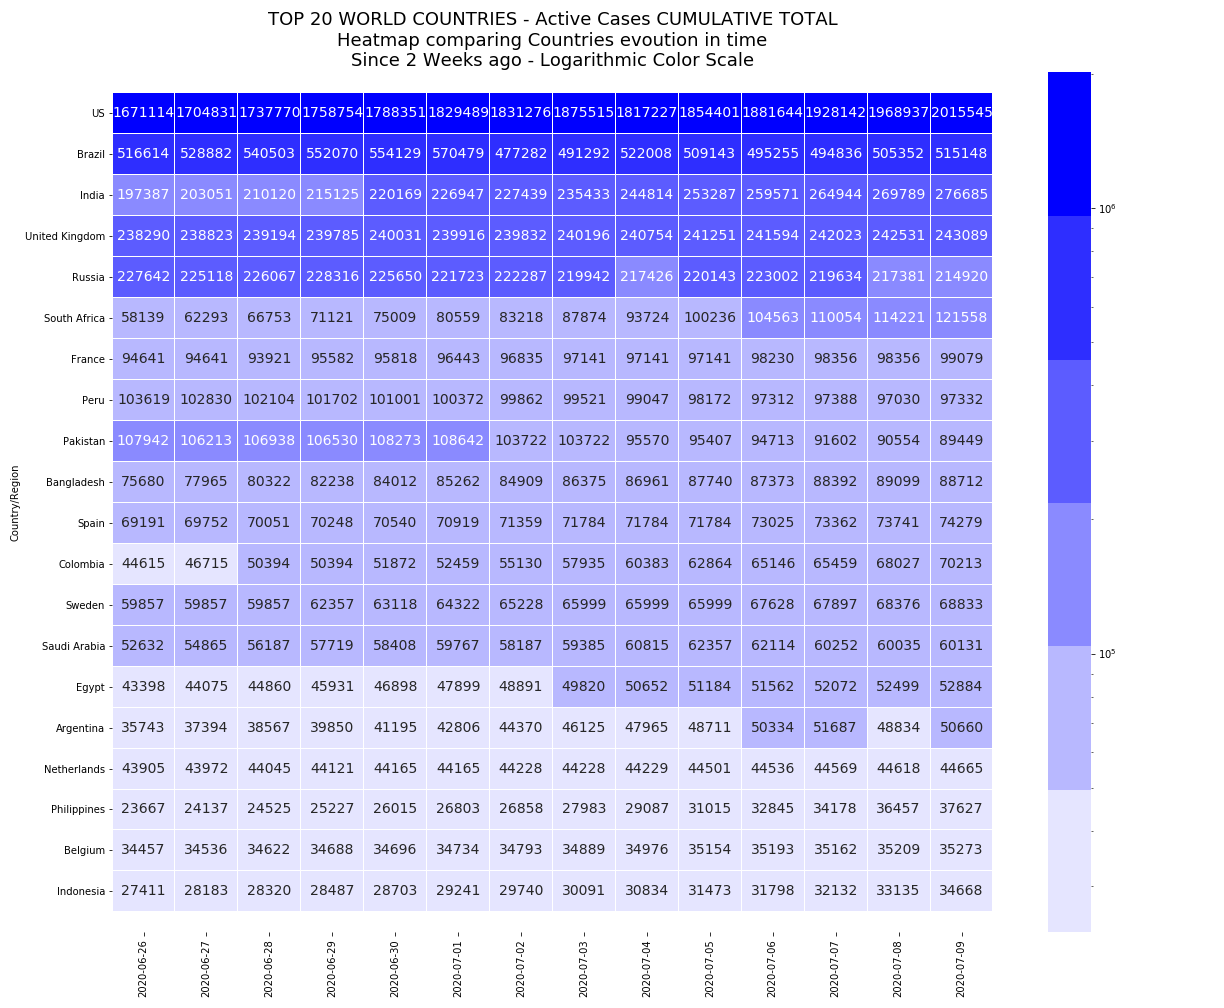 TOP 20 WORLD COUNTRIES - Active Cases CUMULATIVE TOTAL
Heatmap comparing Countries evoution in time
Since 2 Weeks ago - Logarithmic Color Scale
US 1671114 1704831 1737770 1758754 1788351 1829489 1831276 1875515 1817227 1854401 1881644 1928142 1968937 2015545
Brazil 516614 528882 540503 552070 554129 570479 477282 491292 522008 509143 495255 494836 505352 515148
India 197387 203051 210120 215125 220169 226947 227439 235433 244814 253287 259571 264944 269789 276685
United Kingdom 238290 238823 239194 239785 240031 239916 239832 240196 240754 241251 241594 242023 242531 243089
Russia 227642 225118 226067 228316 225650 221723 222287 219942 217426 220143 223002 219634 217381 214920
South Africa 58139 62293 66753 71121 75009 80559 83218 87874 93724 100236 104563 110054 114221 121558
France 94641 94641 93921 95582 95818 96443 96835 97141 97141 97141 98230 98356 98356 99079
Peru 103619 102830 102104 101702 101001 100372 99862 99521 99047 98172 97312 97388 97030 97332
Pakistan 107942 106213 106938 106530 108273 108642 103722 103722 95570 95407 94713 91602 90554 89449
Bangladesh 75680 77965 80322 82238 84012 85262 84909 86375 86961 87740 87373 88392 89099 88712
Spain 69191 69752 70051 70248 70540 70919 71359 71784 71784 71784 73025 73362 73741 74279
Colombia 44615 46715 50394 50394 51872 52459 55130 57935 60383 62864 65146 65459 68027 70213
Sweden 59857 59857 59857 62357 63118 64322 65228 65999 65999 65999 67628 67897 68376 68833
Saudi Arabia 52632 54865 56187 57719 58408 59767 58187 59385 60815 62357 62114 60252 60035 60131
Egypt 43398 44075 44860 45931 46898 47899 48891 49820 50652 51184 51562 52072 52499 52884
Argentina 35743 37394 38567 39850 41195 42806 44370 46125 47965 48711 50334 51687 48834 50660
Netherlands 43905 43972 44045 44121 44165 44165 44228 44228 44229 44501 44536 44569 44618 44665
Philippines 23667 24137 24525 25227 26015 26803 26858 27983 29087 31015 32845 34178 36457 37627
Belgium 34457 34536 34622 34688 34696 34734 34793 34889 34976 35154 35193 35162 35209 35273
Indonesia 27411 28183 28320 28487 28703 29241 29740 30091 30834 31473 31798 32132 33135 34668
2020-06-26 2020-06-27 2020-06-28 2020-06-29 2020-06-30 2020-07-01 2020-07-02 2020-07-03 2020-07-04 2020-07-05 2020-07-06 2020-07-07 2020-07-08 2020-07-09
Country/Region
10⁶
10⁵